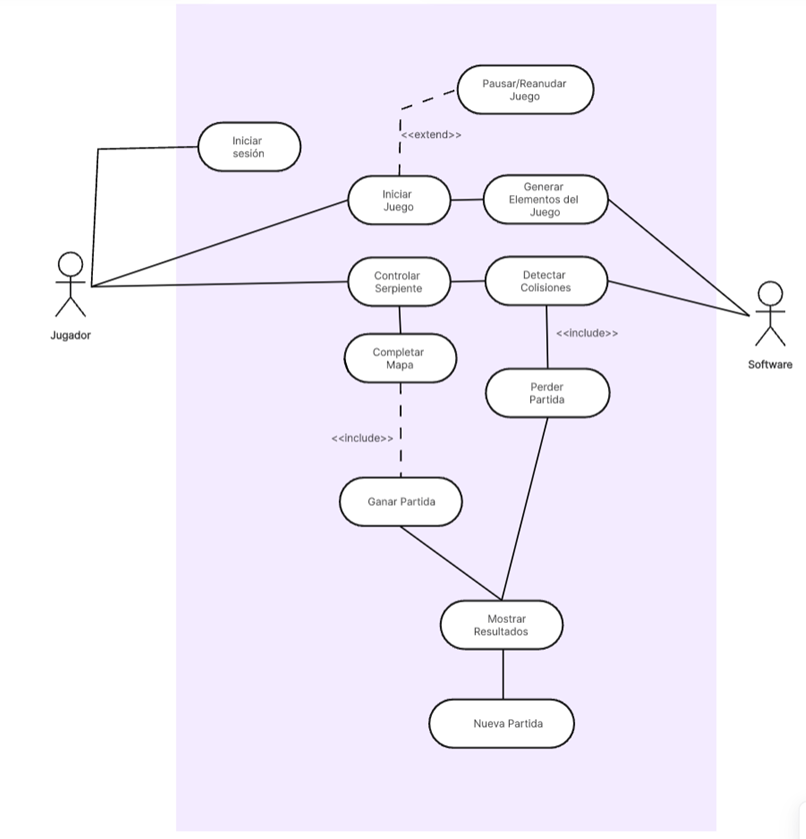 Pausar/Reanudar
Juego
<<extend>>
Iniciar
sesión
Iniciar
Juego
Generar
Elementos del
Juego
Controlar
Serpiente
Detectar
Colisiones
Jugador
Software
<<include>>
Completar
Mapa
Perder
Partida
<<include>>
Ganar Partida
Mostrar
Resultados
Nueva Partida